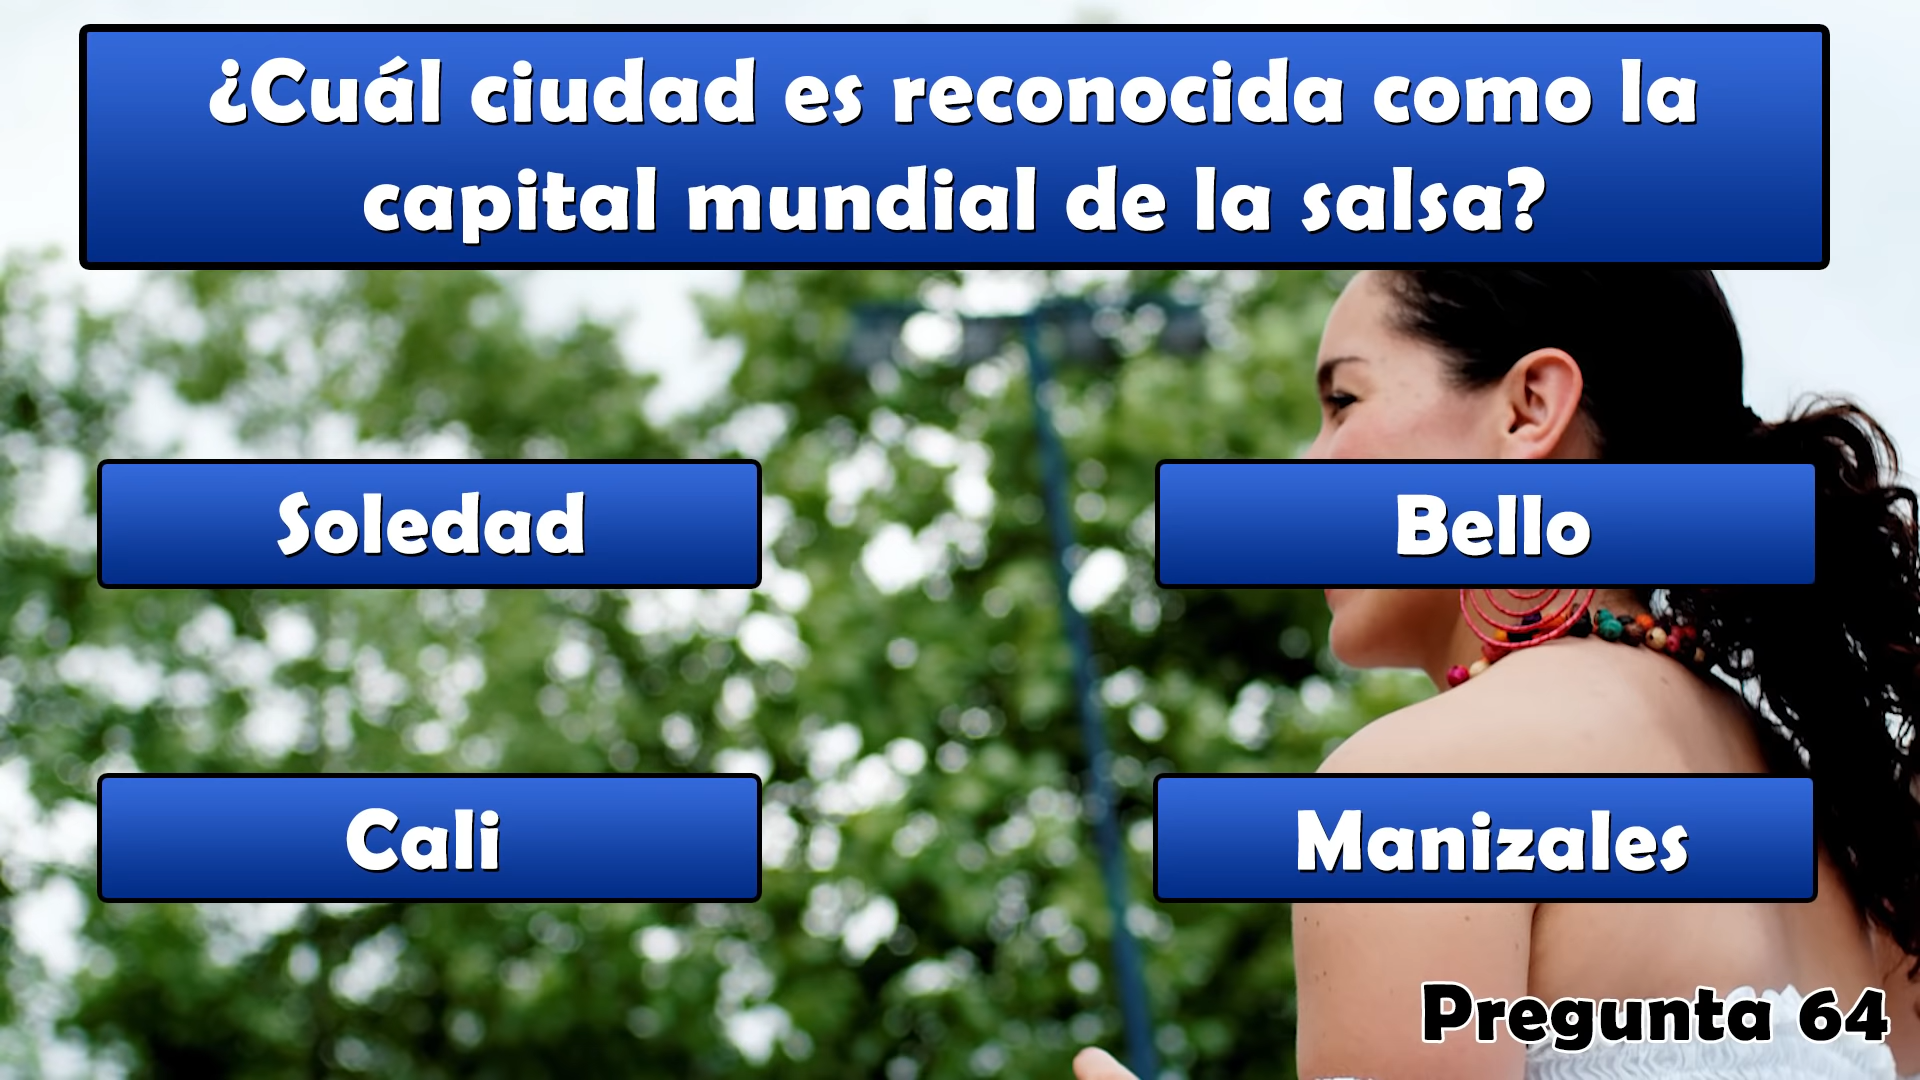 ¿Cuál ciudad es reconocida como la
capital mundial de la salsa?
Soledad
Bello
Cali
Manizales
Pregunta 64